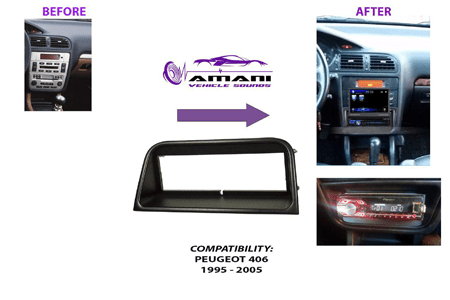 BEFORE
AFTER
AMANI
VEHICLE SOUNDS
COMPATIBILITY:
PEUGEOT 406
1995 - 2005